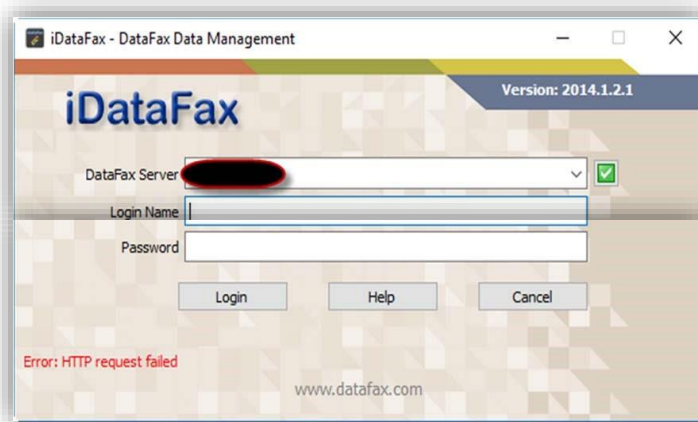 iDataFax - DataFax Data Management
Version: 2014.1.2.1
iDataFax
DataFax Server
Login Name
Password
Login Help Cancel
Error: HTTP request failed
www.datafax.com